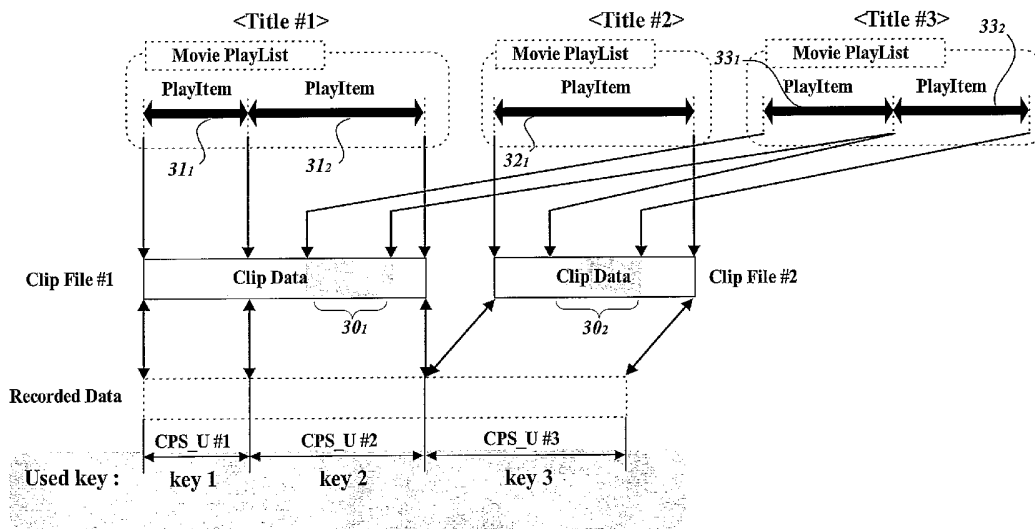 <Title #1> <Title #2> <Title #3>
Movie PlayList Movie PlayList Movie PlayList
33₁ 33₂
PlayItem PlayItem PlayItem PlayItem PlayItem
31₁ 31₂ 32₁
Clip File #1 Clip Data Clip Data Clip File #2
30₁ 30₂
Recorded Data
CPS_U #1 CPS_U #2 CPS_U #3
Used key : key 1 key 2 key 3